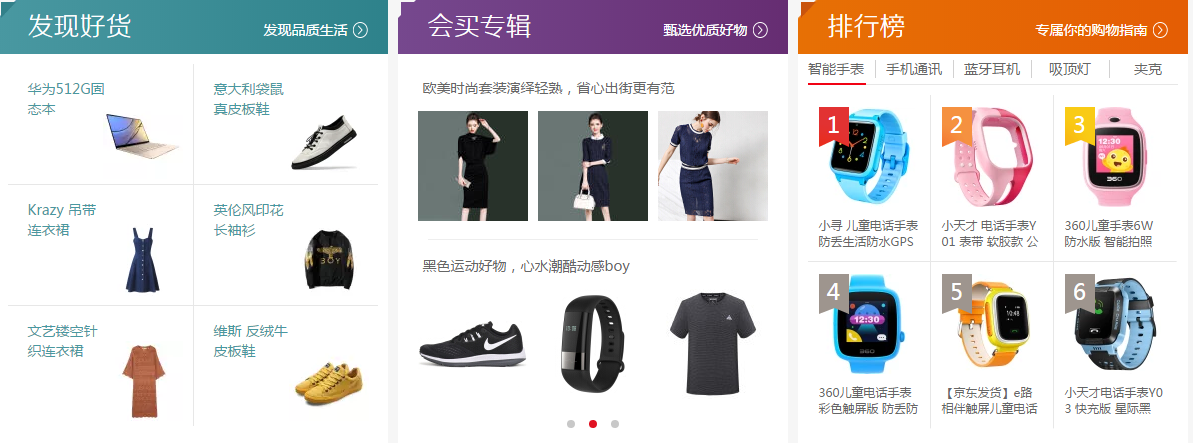 发现好货
发现品质生活
华为512G固
态本
意大利袋鼠
真皮板鞋
Krazy 吊带
连衣裙
英伦风印花
长袖衫
BOY
文艺镂空针
织连衣裙
维斯 反绒牛
皮板鞋
会买专辑
甄选优质好物
欧美时尚套装演绎轻熟，省心出街更有范
黑色运动好物，心水潮酷动感boy
排行榜
专属你的购物指南
智能手表
手机通讯
蓝牙耳机
吸顶灯
夹克
1
小寻 儿童电话手表
防丢生活防水GPS
2
小天才 电话手表Y
01 表带 软胶款 公
3
12:30
360
360儿童手表6W
防水版 智能拍照
4
12:30
360
360儿童电话手表
彩色触屏版 防丢防
5
10:48
【京东发货】e路
相伴触屏儿童电话
6
小天才电话手表Y0
3 快充版 星际黑